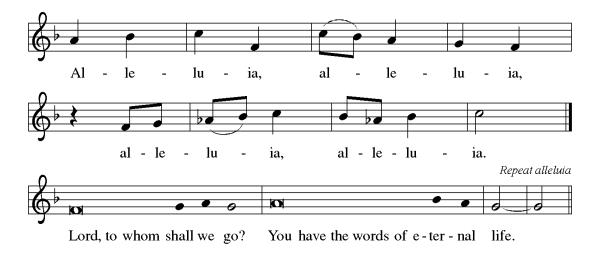 Al - le - lu - ia, al - le - lu - ia,
al - le - lu - ia, al - le - lu - ia.
Repeat alleluia
Lord, to whom shall we go? You have the words of e - ter - nal life.